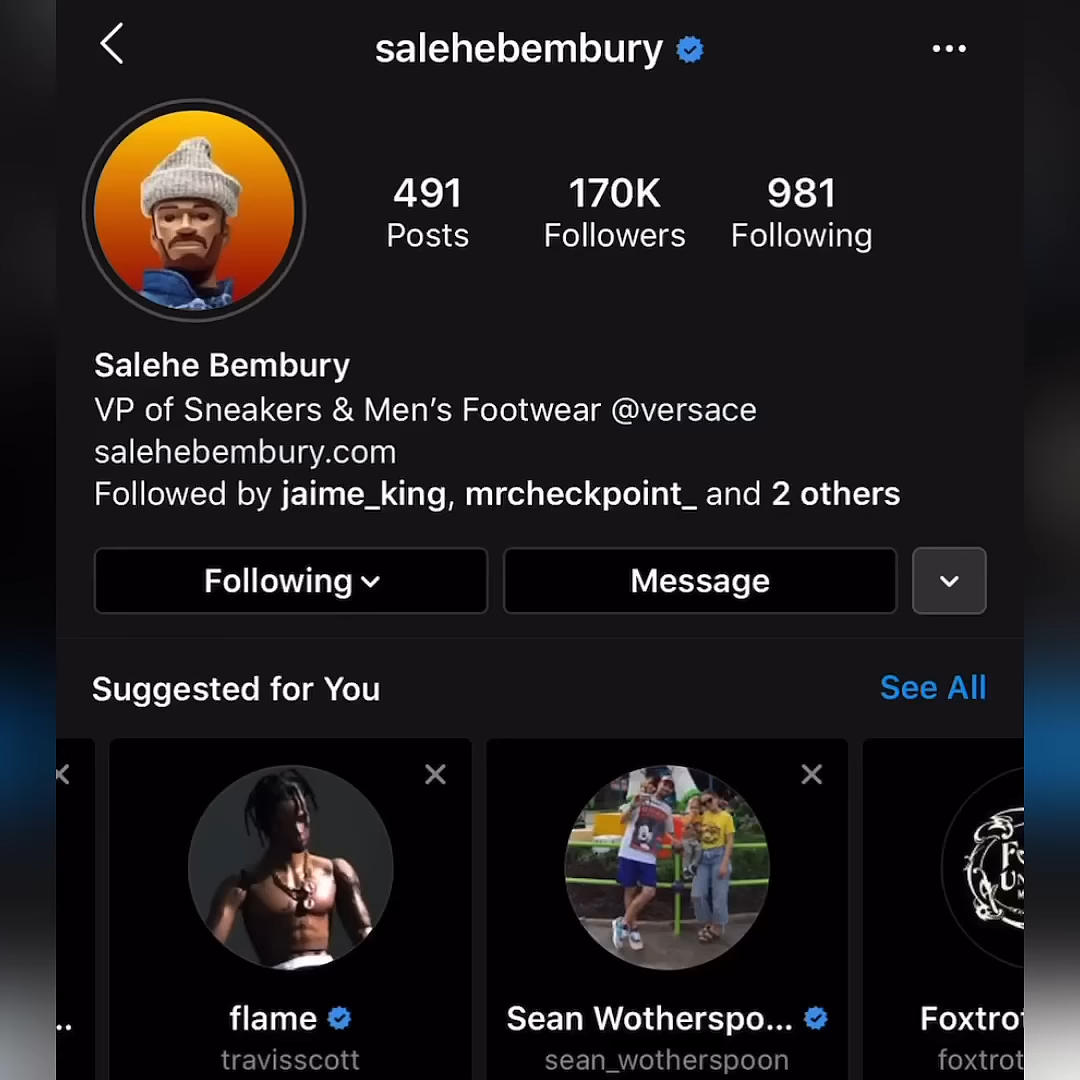 salehebembury
491 170K 981
Posts Followers Following
Salehe Bembury
VP of Sneakers & Men’s Footwear @versace
salehebembury.com
Followed by jaime_king, mrcheckpoint_ and 2 others
Following Message
Suggested for You See All
.. flame Sean Wotherspo... Foxtro
travisscott sean_wotherspoon foxtrot